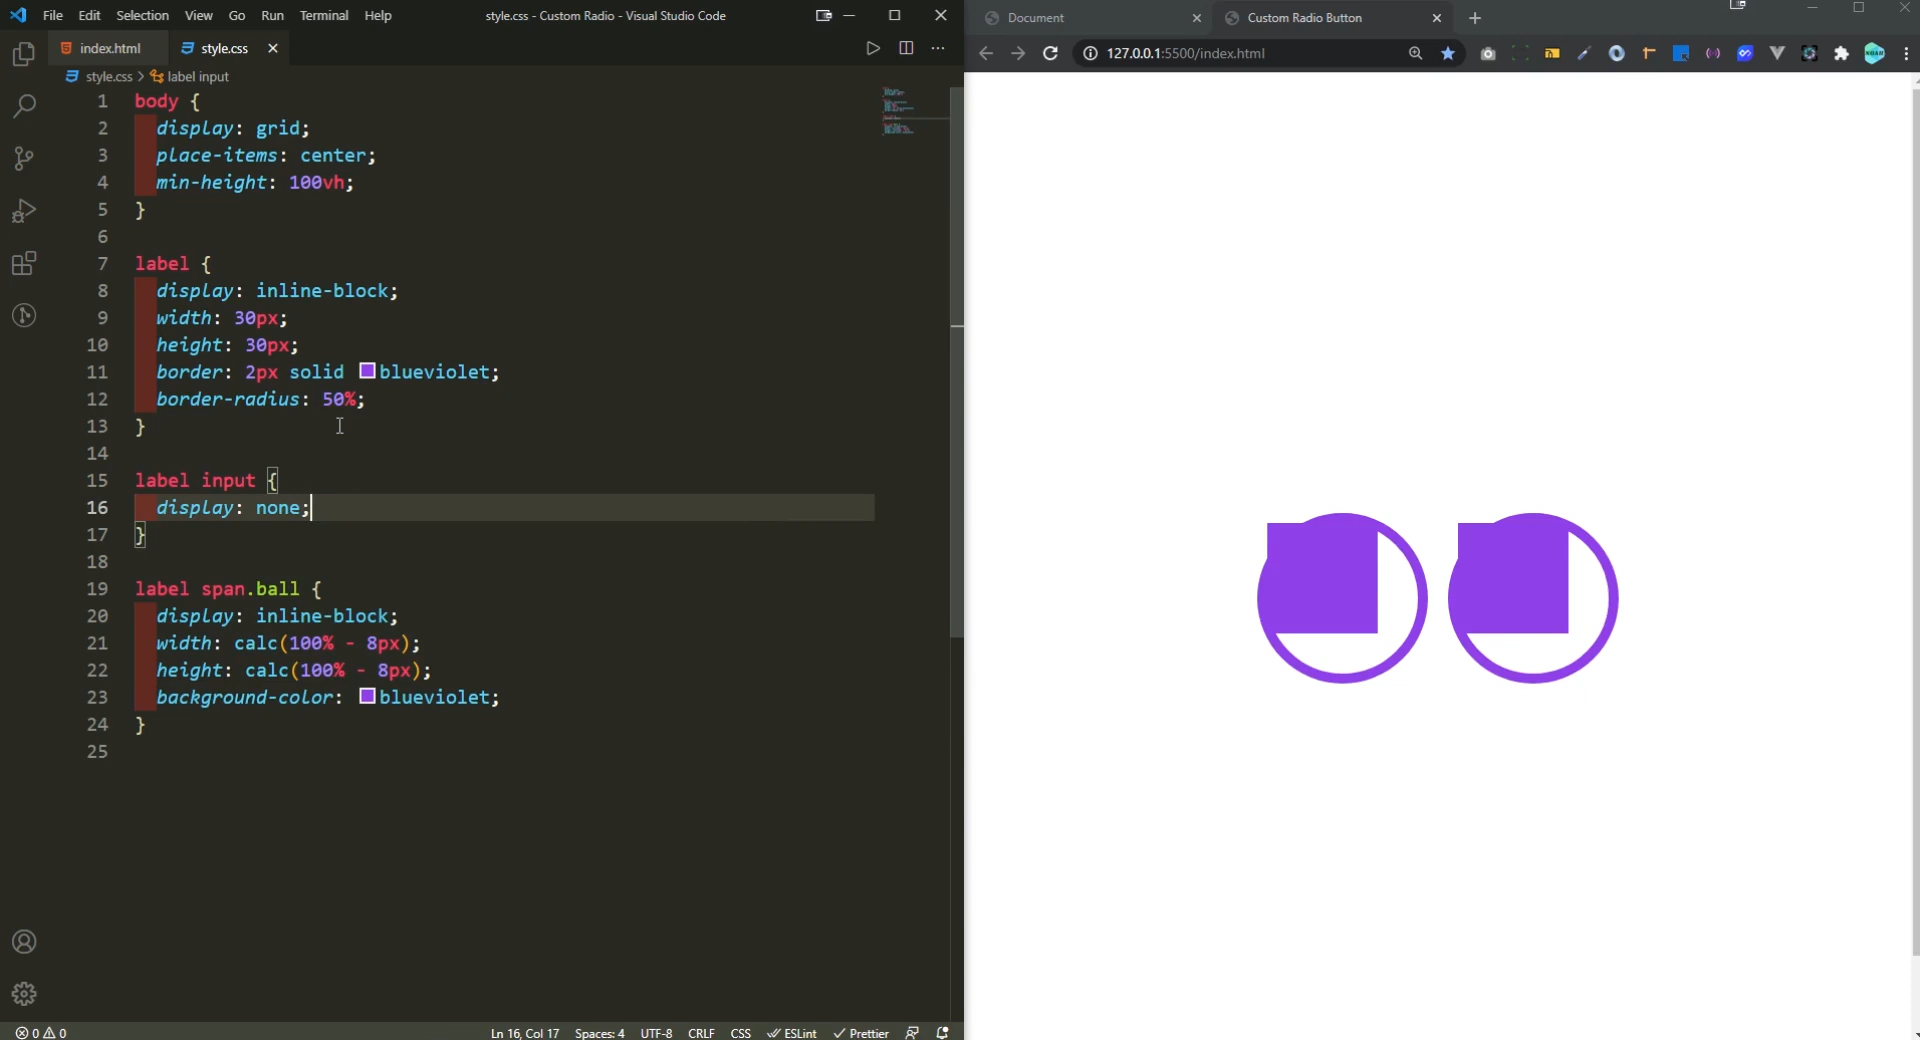 File Edit Selection View Go Run Terminal Help
style.css - Custom Radio - Visual Studio Code
index.html
style.css
style.css > label input
1 body {
2 display: grid;
3 place-items: center;
4 min-height: 100vh;
5 }
6
7 label {
8 display: inline-block;
9 width: 30px;
10 height: 30px;
11 border: 2px solid blueviolet;
12 border-radius: 50%;
13 }
14
15 label input {
16 display: none;
17 }
18
19 label span.ball {
20 display: inline-block;
21 width: calc(100% - 8px);
22 height: calc(100% - 8px);
23 background-color: blueviolet;
24 }
25
0 0
Ln 16, Col 17 Spaces: 4 UTF-8 CRLF CSS ESLint Prettier
Document
Custom Radio Button
127.0.0.1:5500/index.html